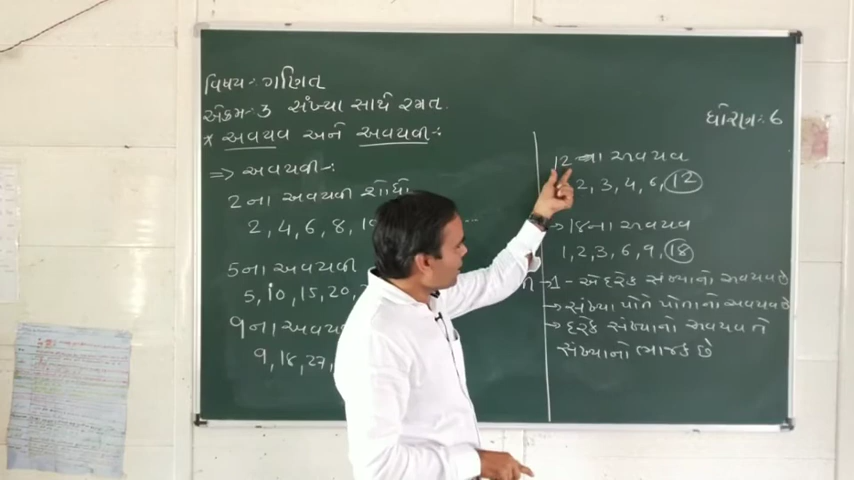 વિષય:- ગણિત
એકમ:- 3 સંખ્યા સાથે રમત.
* અવયવ અને અવયવી:-
=> અવયવી:-
2ના અવયવી શોધો
2, 4, 6, 8, 10
5ના અવયવી
5, 10, 15, 20,
9ના અવયવી
9, 18, 27,
ધોરણ:- 6
12ના અવયવ
2, 3, 4, 6, 12
→ 18ના અવયવ
1, 2, 3, 6, 9, 18
→ 1 - એ દરેક સંખ્યાનો અવયવ છે
→ સંખ્યા પોતે પોતાનો અવયવ છે
→ દરેક સંખ્યાનો અવયવ તે
સંખ્યાનો ભાજક છે